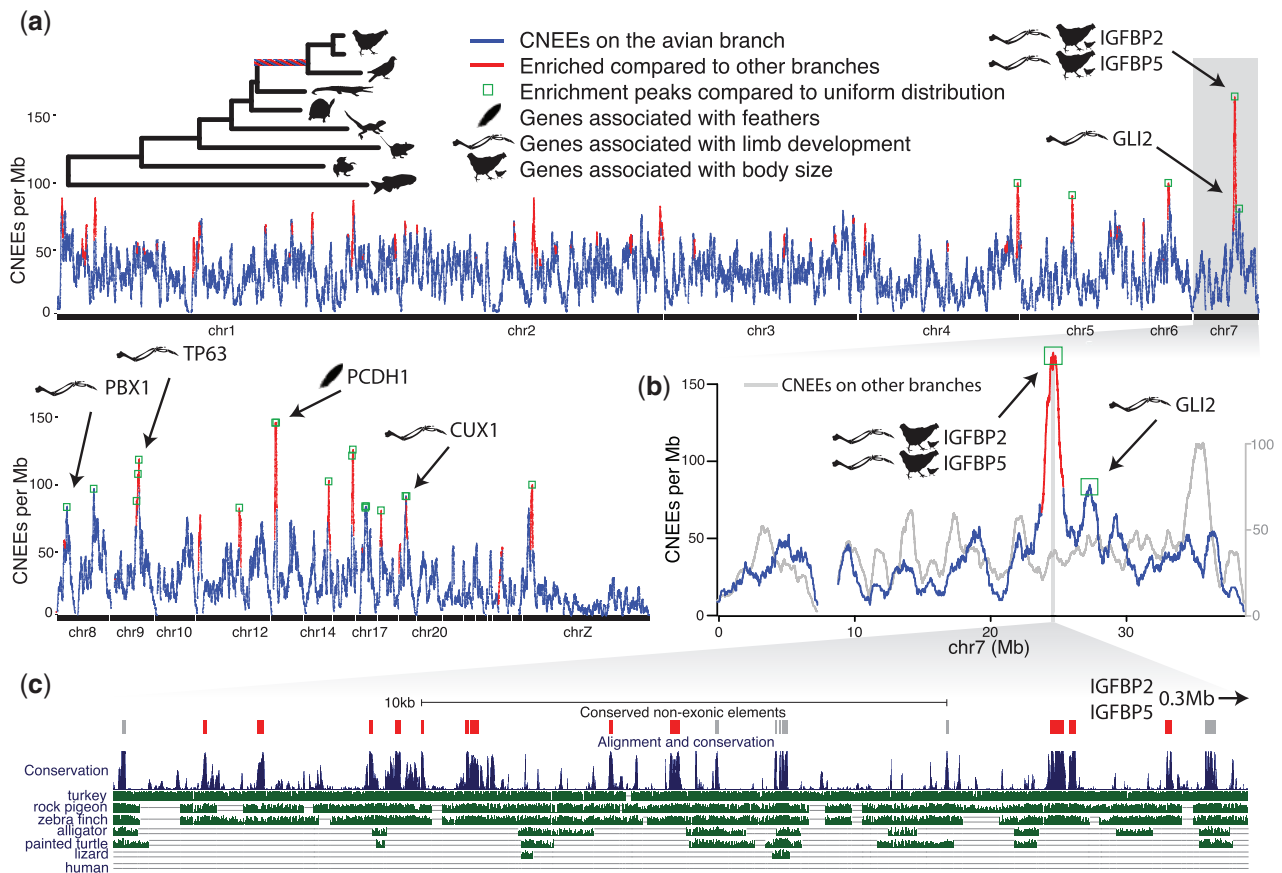 (a)
CNEEs on the avian branch
Enriched compared to other branches
Enrichment peaks compared to uniform distribution
Genes associated with feathers
Genes associated with limb development
Genes associated with body size
IGFBP2
IGFBP5
GLI2
CNEEs per Mb
150
100
50
0
chr1
chr2
chr3
chr4
chr5
chr6
chr7
PBX1
TP63
PCDH1
CUX1
CNEEs per Mb
150
100
50
0
chr8
chr9
chr10
chr12
chr14
chr17
chr20
chrZ
(b)
CNEEs on other branches
IGFBP2
IGFBP5
GLI2
CNEEs per Mb
150
100
50
0
100
50
0
0
10
20
30
chr7 (Mb)
(c)
10kb
Conserved non-exonic elements
IGFBP2
IGFBP5
0.3Mb
Alignment and conservation
Conservation
turkey
rock pigeon
zebra finch
alligator
painted turtle
lizard
human